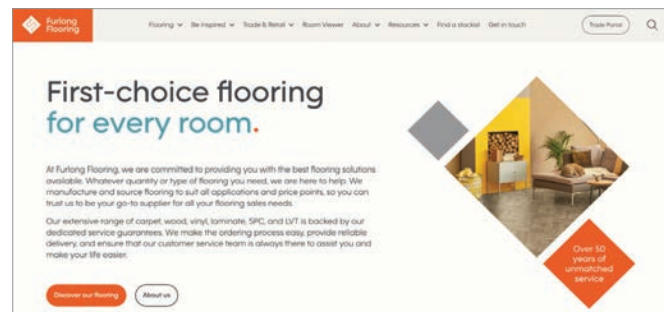 Furlong
Flooring
Flooring
Be Inspired
Trade & Retail
Room Viewer
About
Resources
Find a stockist
Get in touch
Trade Portal
First-choice flooring
for every room.
At Furlong Flooring, we are committed to providing you with the best flooring solutions
available. Whatever quantity or type of flooring you need, we are here to help. We
manufacture and source flooring to suit all applications and price points, so you can
trust us to be your go-to supplier for all your flooring sales needs.
Our extensive range of carpet, wood, vinyl, laminate, SPC, and LVT is backed by our
dedicated service guarantees. We make the ordering process easy, provide reliable
delivery, and ensure that our customer service team is always there to assist you and
make your life easier.
Over 50
years of
unmatched
service
Discover our flooring
About us